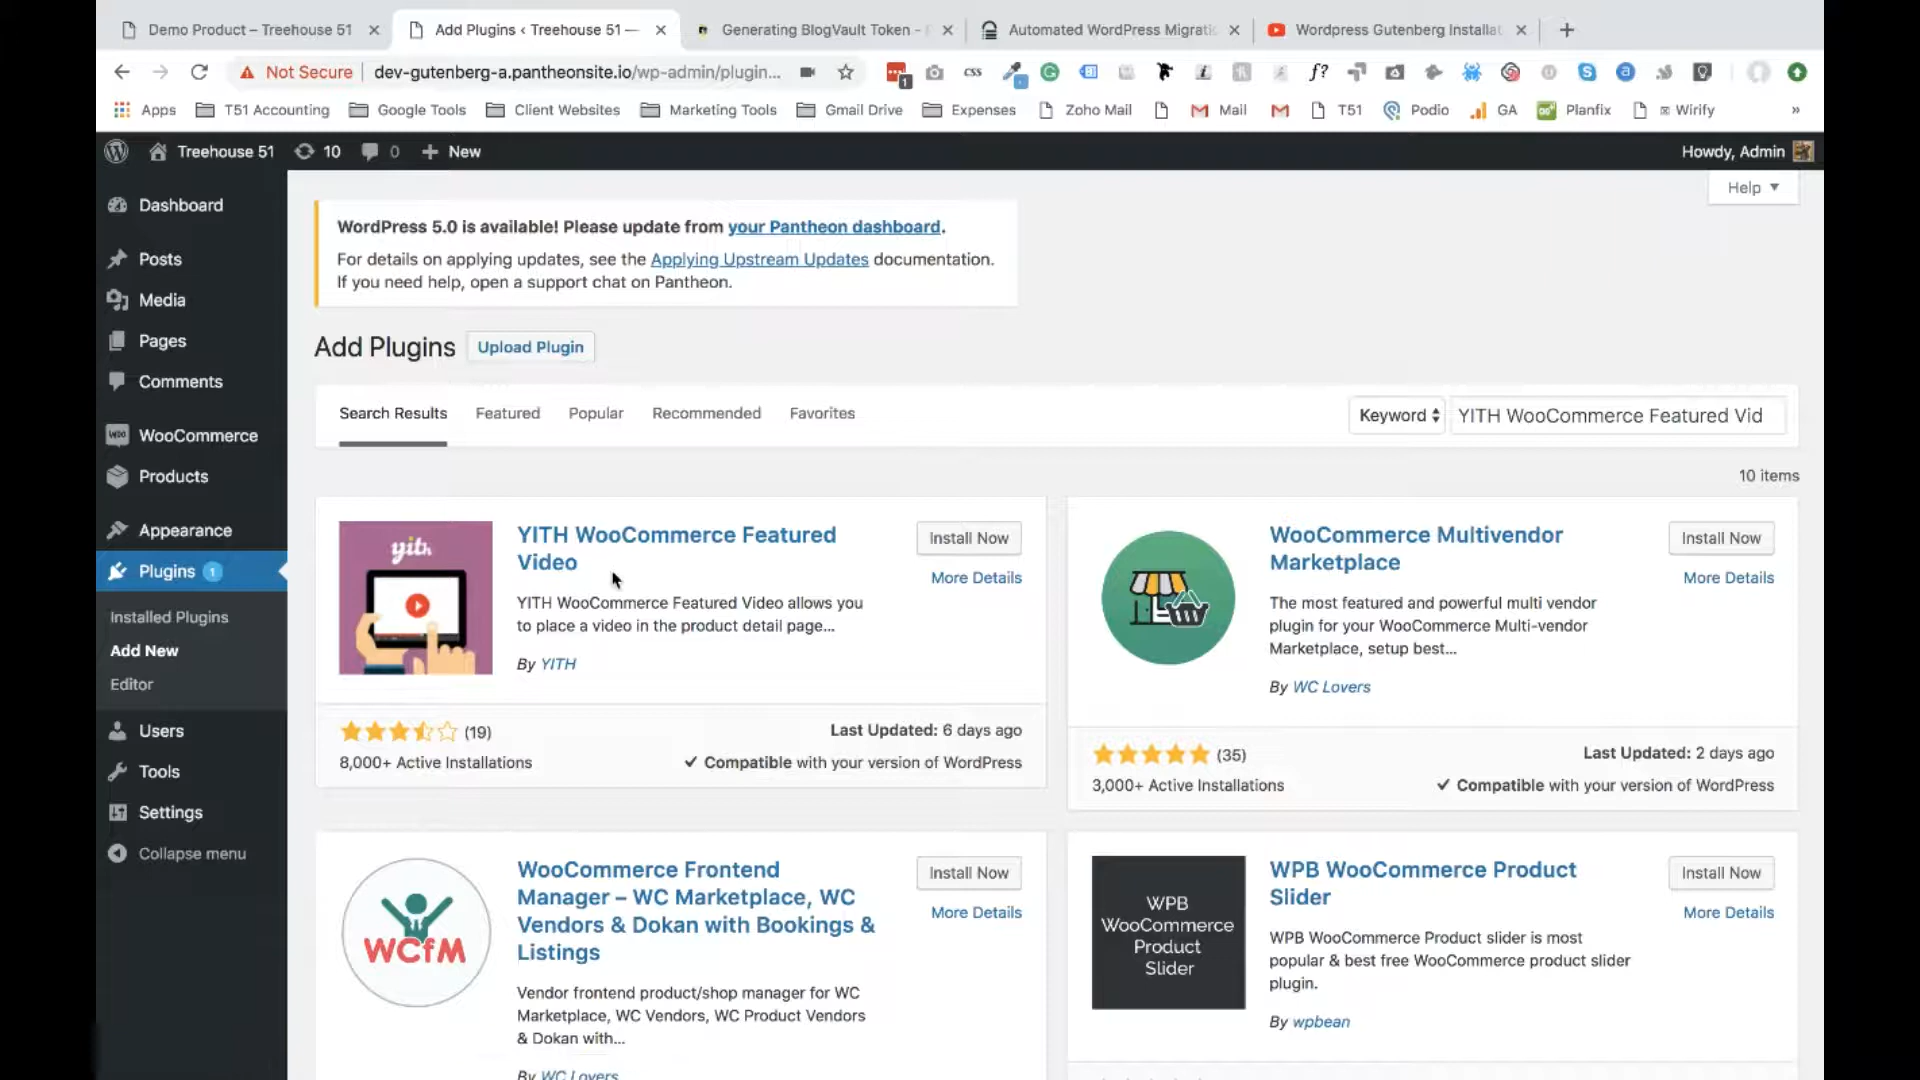 Demo Product – Treehouse 51
Add Plugins ‹ Treehouse 51 —
Generating BlogVault Token -
Automated WordPress Migratio
Wordpress Gutenberg Installat
Not Secure
dev-gutenberg-a.pantheonsite.io/wp-admin/plugin...
css
f?
Apps
T51 Accounting
Google Tools
Client Websites
Marketing Tools
Gmail Drive
Expenses
Zoho Mail
Mail
T51
Podio
GA
Planfix
Wirify
»
Treehouse 51
10
0
New
Howdy, Admin
Help
Dashboard
Posts
Media
Pages
Comments
WooCommerce
Products
Appearance
Plugins 1
Installed Plugins
Add New
Editor
Users
Tools
Settings
Collapse menu
WordPress 5.0 is available! Please update from your Pantheon dashboard.
For details on applying updates, see the Applying Upstream Updates documentation.
If you need help, open a support chat on Pantheon.
Add Plugins
Upload Plugin
Search Results
Featured
Popular
Recommended
Favorites
Keyword
YITH WooCommerce Featured Vid
10 items
yith
YITH WooCommerce Featured
Video
Install Now
More Details
YITH WooCommerce Featured Video allows you
to place a video in the product detail page...
By YITH
(19)
8,000+ Active Installations
Last Updated: 6 days ago
✓ Compatible with your version of WordPress
WooCommerce Multivendor
Marketplace
Install Now
More Details
The most featured and powerful multi vendor
plugin for your WooCommerce Multi-vendor
Marketplace, setup best...
By WC Lovers
(35)
3,000+ Active Installations
Last Updated: 2 days ago
✓ Compatible with your version of WordPress
WCfM
WooCommerce Frontend
Manager – WC Marketplace, WC
Vendors & Dokan with Bookings &
Listings
Install Now
More Details
Vendor frontend product/shop manager for WC
Marketplace, WC Vendors, WC Product Vendors
& Dokan with...
By WC Lovers
WPB
WooCommerce
Product
Slider
WPB WooCommerce Product
Slider
Install Now
More Details
WPB WooCommerce Product slider is most
popular & best free WooCommerce product slider
plugin.
By wpbean